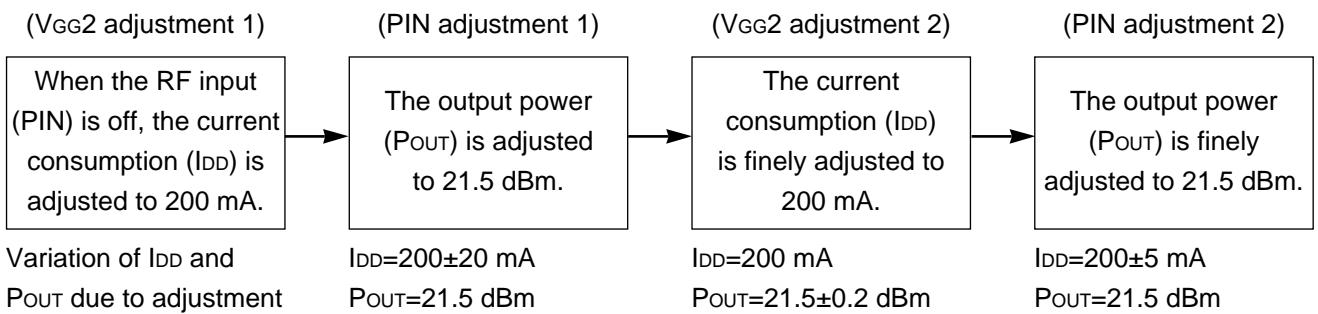 (VGG2 adjustment 1)
When the RF input
(PIN) is off, the current
consumption (IDD) is
adjusted to 200 mA.
Variation of IDD and
POUT due to adjustment
(PIN adjustment 1)
The output power
(POUT) is adjusted
to 21.5 dBm.
IDD=200±20 mA
POUT=21.5 dBm
(VGG2 adjustment 2)
The current
consumption (IDD)
is finely adjusted to
200 mA.
IDD=200 mA
POUT=21.5±0.2 dBm
(PIN adjustment 2)
The output power
(POUT) is finely
adjusted to 21.5 dBm.
IDD=200±5 mA
POUT=21.5 dBm